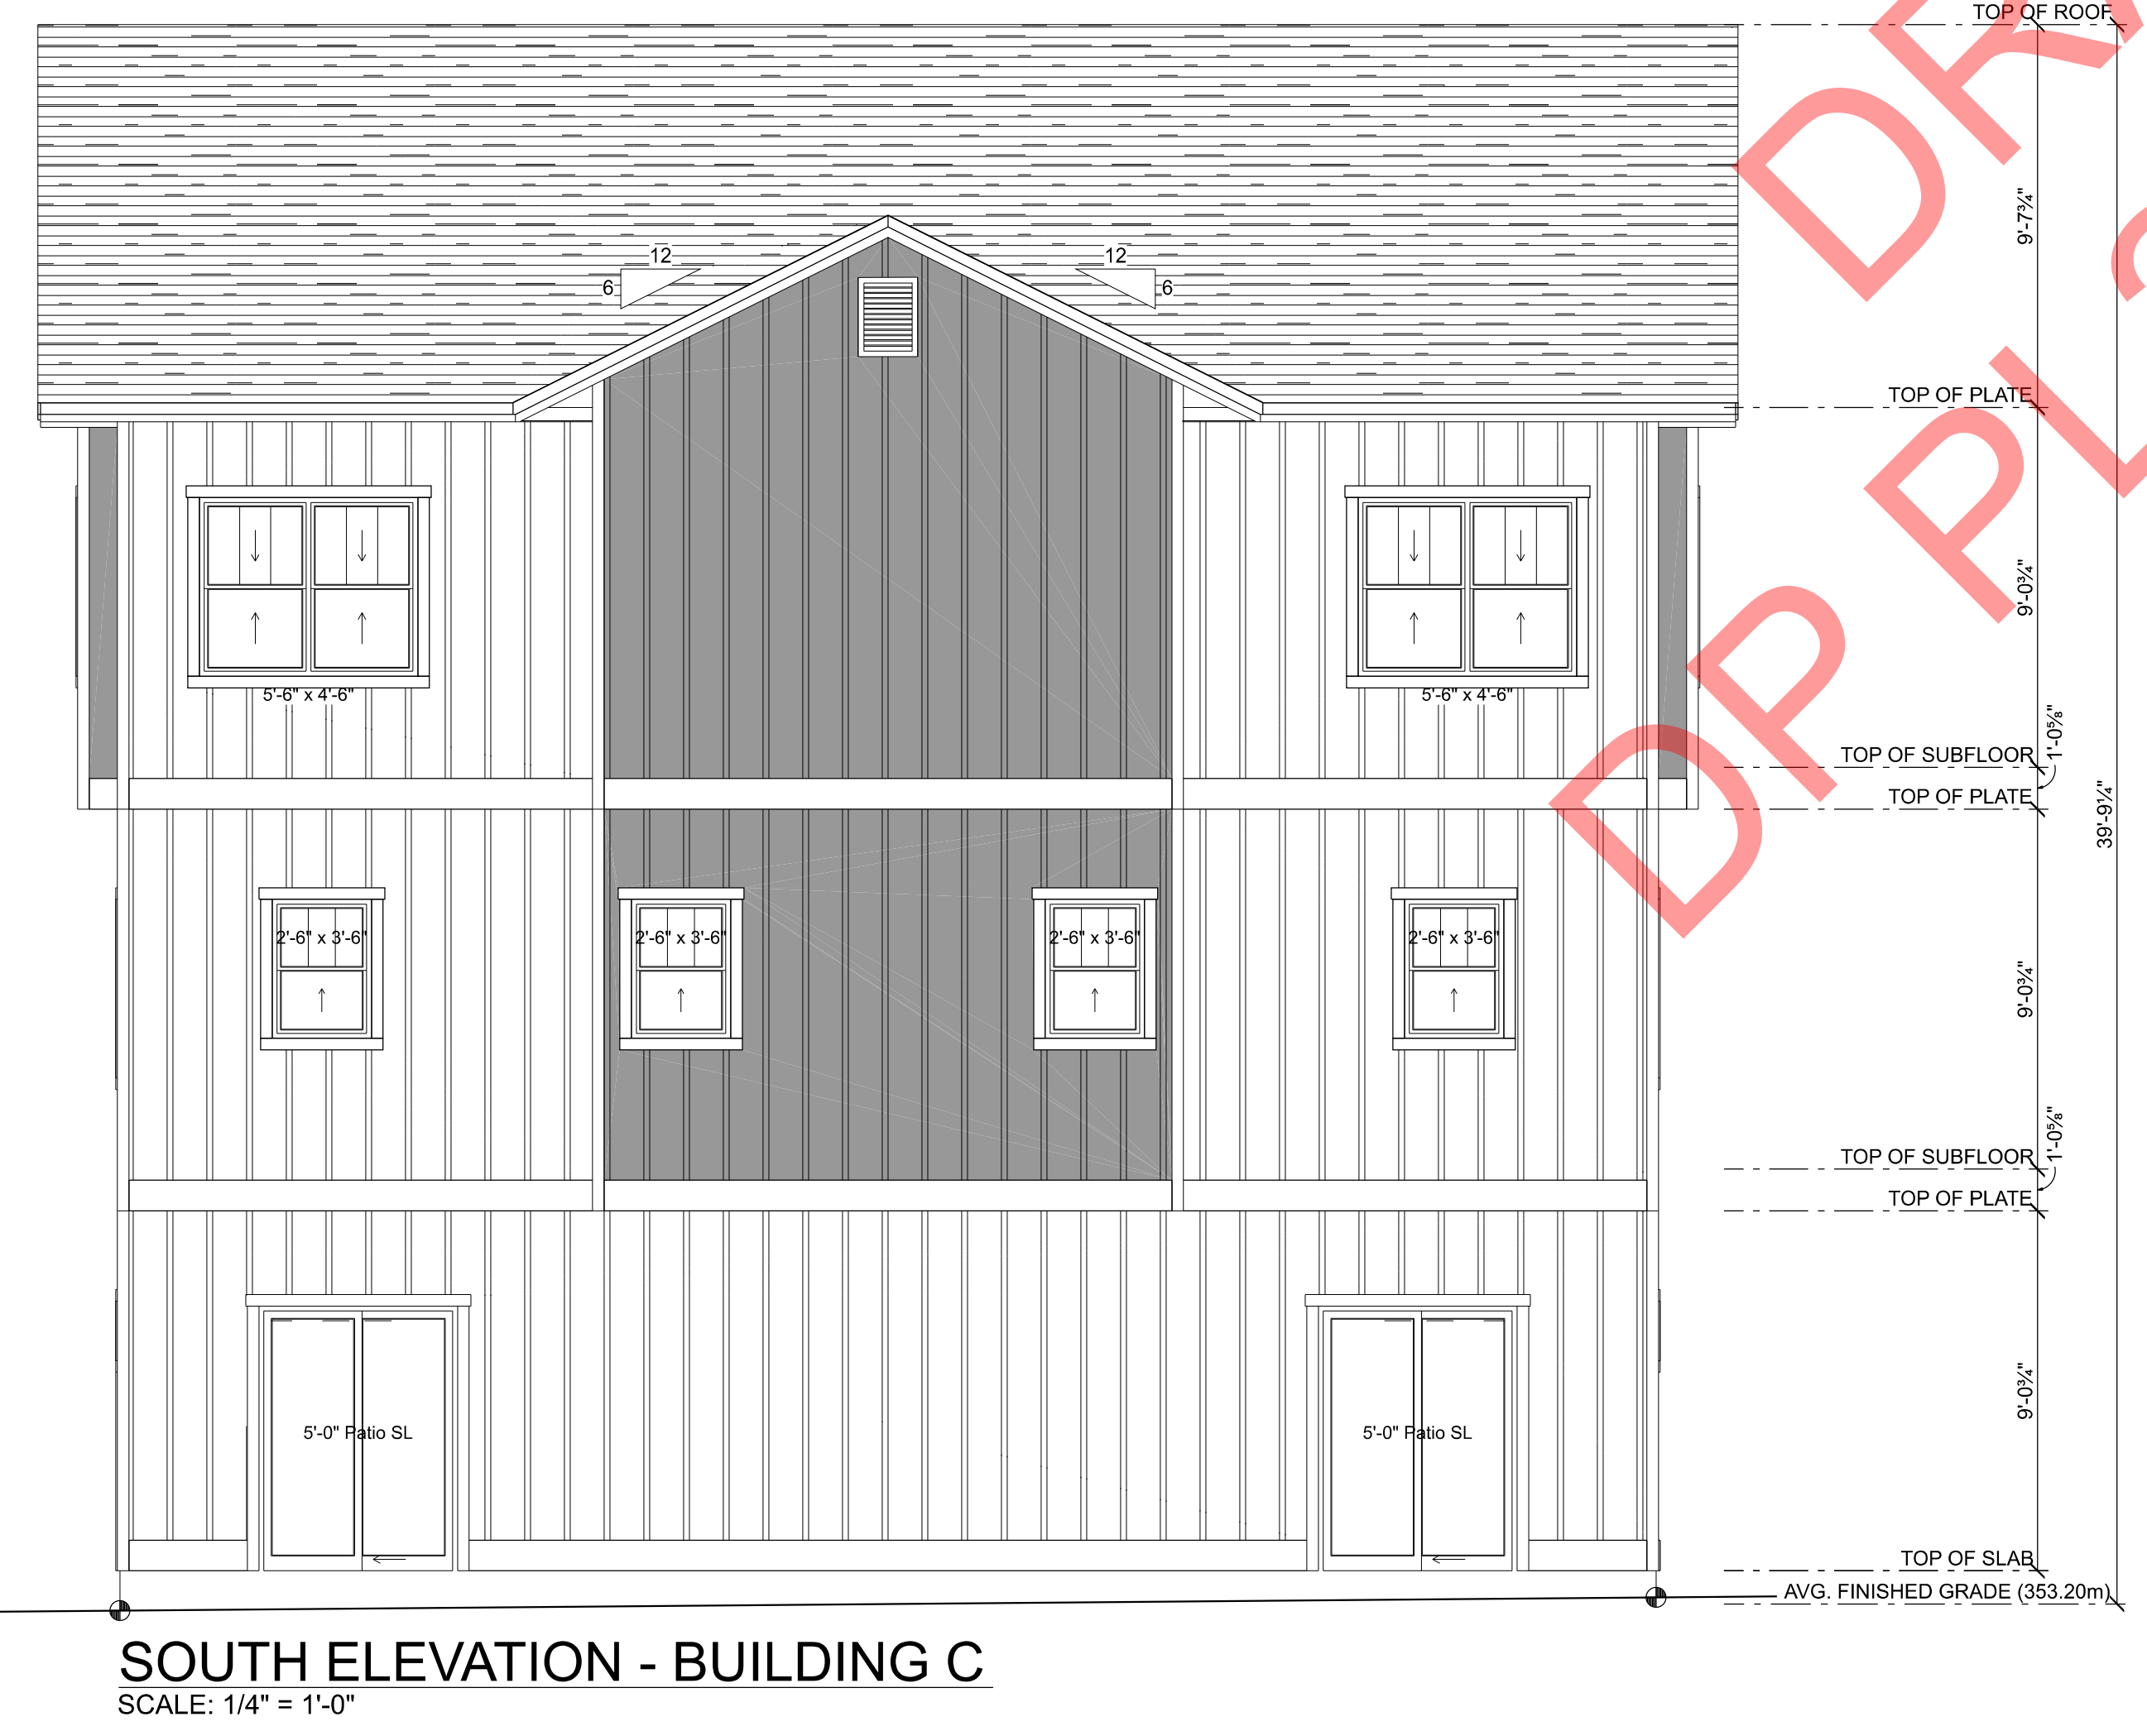 TOP OF ROOF
9'-7¾"
12
6
12
6
TOP OF PLATE
9'-0¾"
5'-6" x 4'-6"
5'-6" x 4'-6"
TOP OF SUBFLOOR
1'-0⅝"
TOP OF PLATE
39'-9¼"
2'-6" x 3'-6"
2'-6" x 3'-6"
2'-6" x 3'-6"
2'-6" x 3'-6"
9'-0¾"
TOP OF SUBFLOOR
1'-0⅝"
TOP OF PLATE
9'-0¾"
5'-0" Patio SL
5'-0" Patio SL
TOP OF SLAB
AVG. FINISHED GRADE (353.20m)
SOUTH ELEVATION - BUILDING C
SCALE: 1/4" = 1'-0"
DR
DP PL